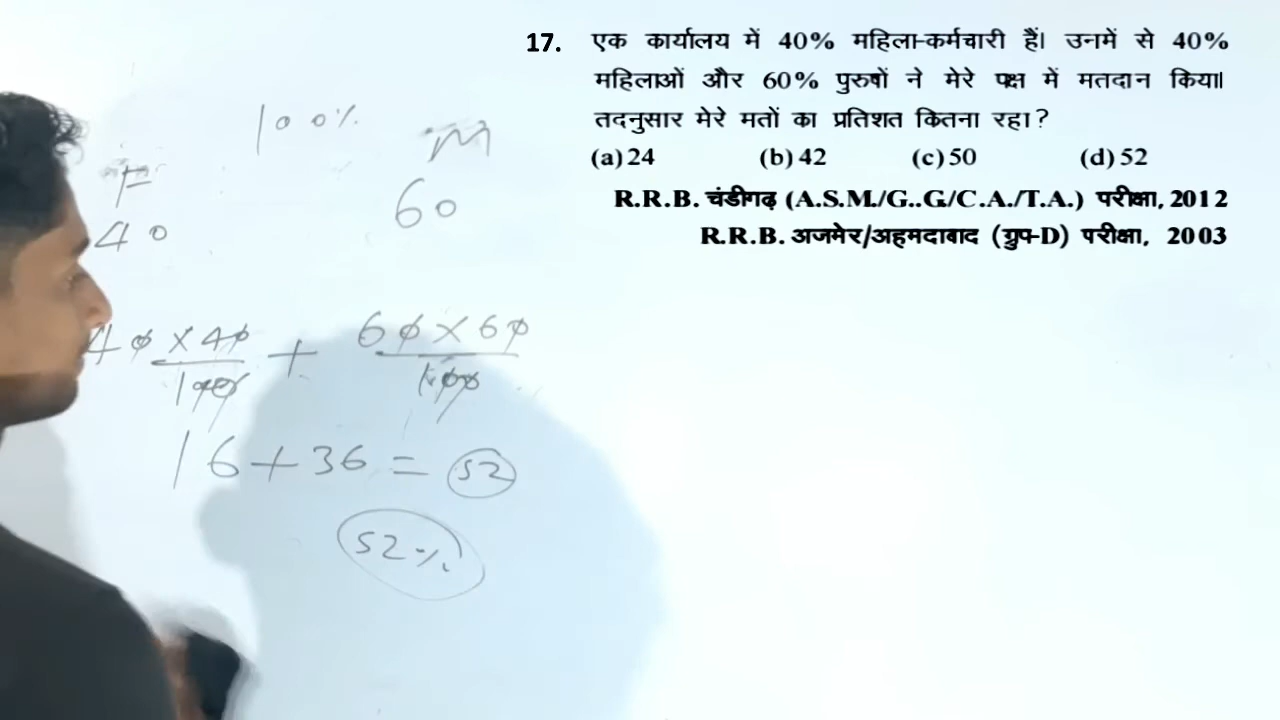 17. एक कार्यालय में 40% महिला-कर्मचारी हैं। उनमें से 40%
महिलाओं और 60% पुरुषों ने मेरे पक्ष में मतदान किया।
तदनुसार मेरे मतों का प्रतिशत कितना रहा?
(a) 24 (b) 42 (c) 50 (d) 52
R.R.B. चंडीगढ़ (A.S.M./G..G./C.A./T.A.) परीक्षा, 2012
R.R.B. अजमेर/अहमदाबाद (ग्रुप-D) परीक्षा, 2003
100%
F m
40 60
40 × 40 / 100 + 60 × 60 / 100
16 + 36 = 52
52%